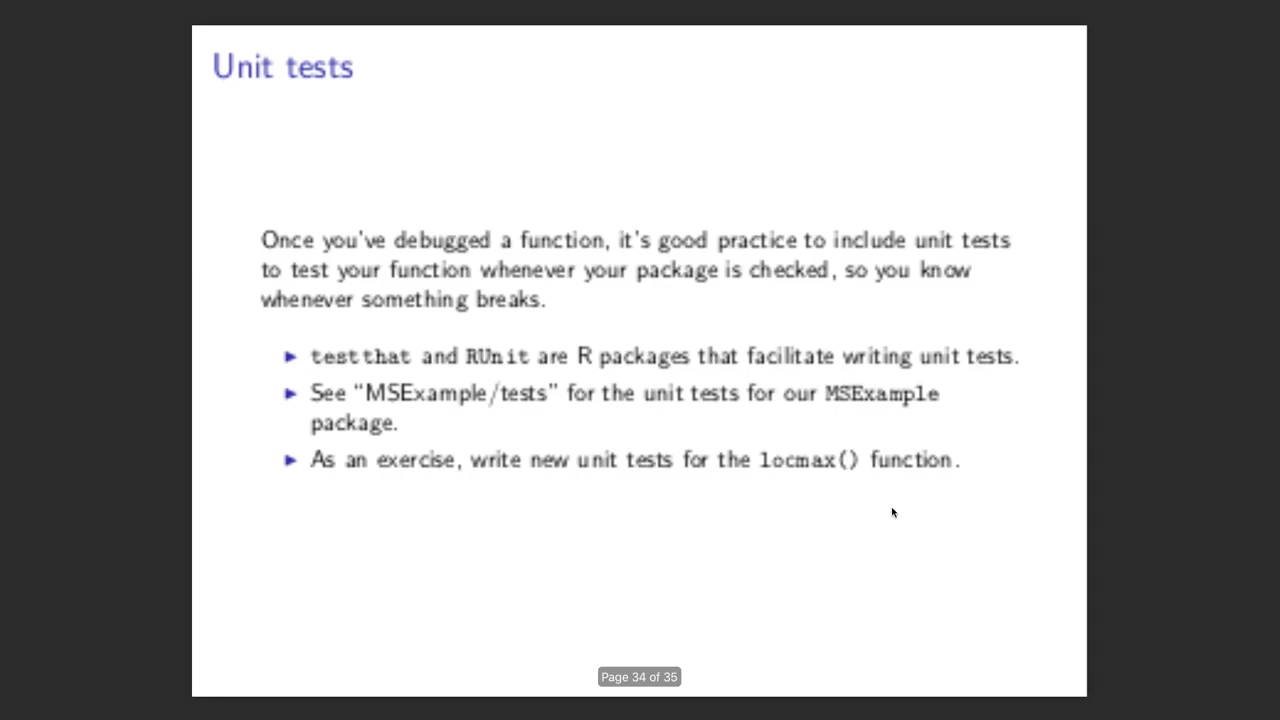 Unit tests
Once you've debugged a function, it's good practice to include unit tests
to test your function whenever your package is checked, so you know
whenever something breaks.
► testthat and RUnit are R packages that facilitate writing unit tests.
► See “MSExample/tests” for the unit tests for our MSExample
package.
► As an exercise, write new unit tests for the locmax() function.
Page 34 of 35